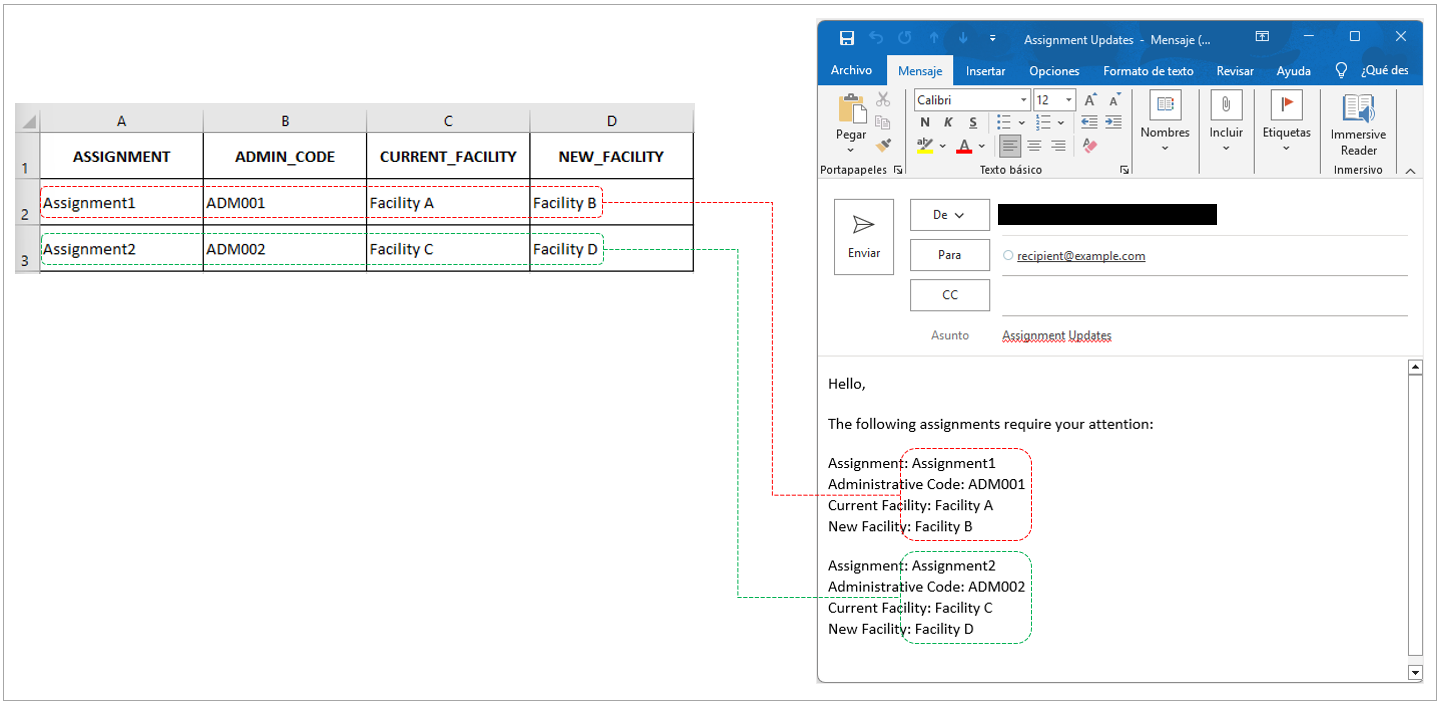 A B C D
1 ASSIGNMENT ADMIN_CODE CURRENT_FACILITY NEW_FACILITY
2 Assignment1 ADM001 Facility A Facility B
3 Assignment2 ADM002 Facility C Facility D
Assignment Updates - Mensaje (...
Archivo Mensaje Insertar Opciones Formato de texto Revisar Ayuda ¿Qué des
Pegar
Portapapeles
Calibri 12
N K S
aby A
Texto básico
Nombres
Incluir
Etiquetas
Immersive
Reader
Inmersivo
Enviar
De
Para recipient@example.com
CC
Asunto Assignment Updates
Hello,
The following assignments require your attention:
Assignment: Assignment1
Administrative Code: ADM001
Current Facility: Facility A
New Facility: Facility B
Assignment: Assignment2
Administrative Code: ADM002
Current Facility: Facility C
New Facility: Facility D